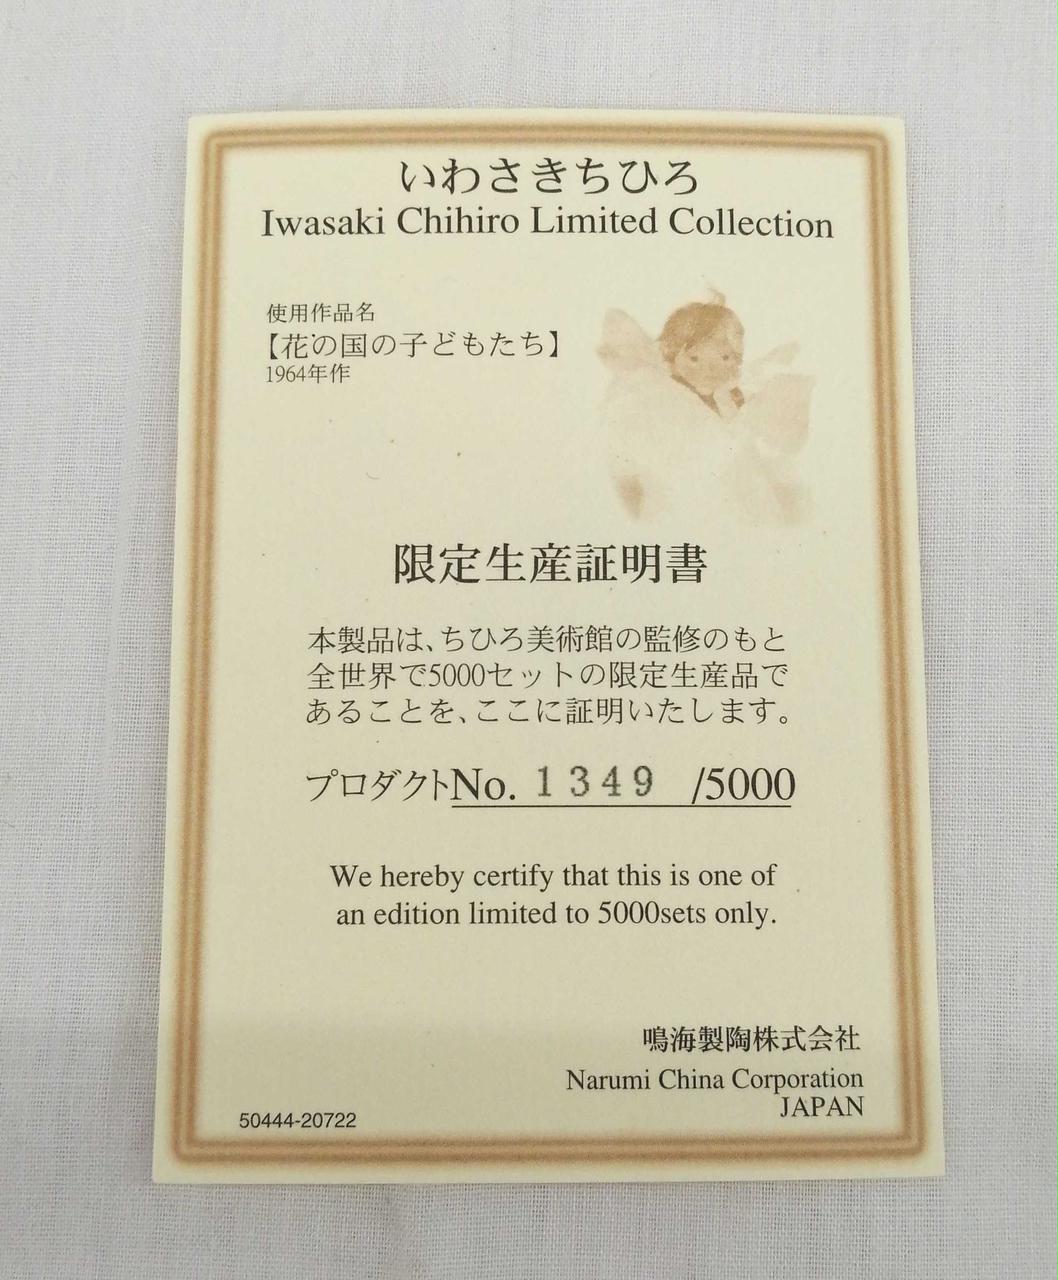 いわさきちひろ
Iwasaki Chihiro Limited Collection
使用作品名
【花の国の子どもたち】
1964年作
限定生産証明書
本製品は、ちひろ美術館の監修のもと
全世界で5000セットの限定生産品で
あることを、ここに証明いたします。
プロダクトNo. 1349 /5000
We hereby certify that this is one of
an edition limited to 5000sets only.
鳴海製陶株式会社
Narumi China Corporation
JAPAN
50444-20722